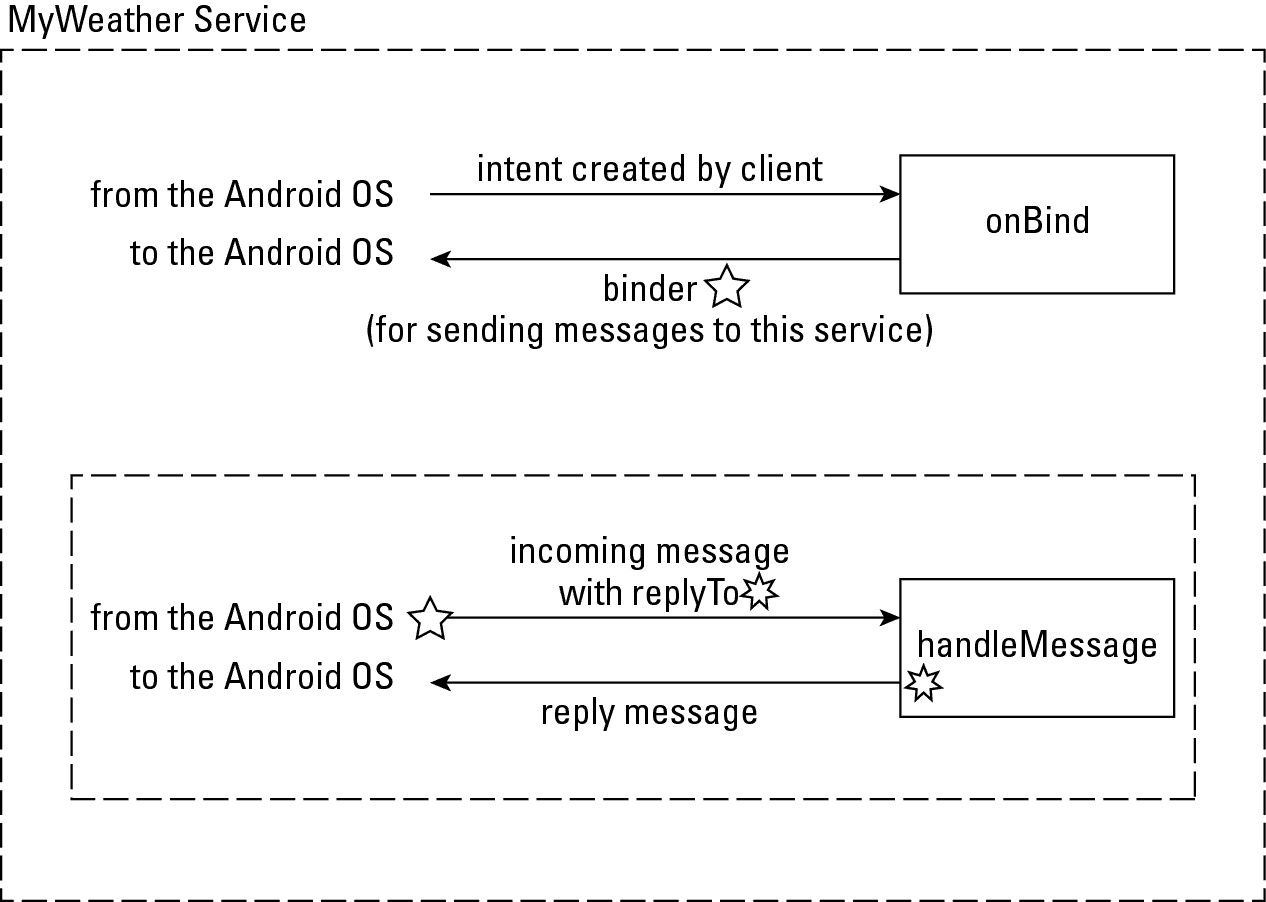 MyWeather Service
intent created by client
from the Android OS
onBind
to the Android OS
binder
(for sending messages to this service)
incoming message
with replyTo
from the Android OS
handleMessage
to the Android OS
reply message